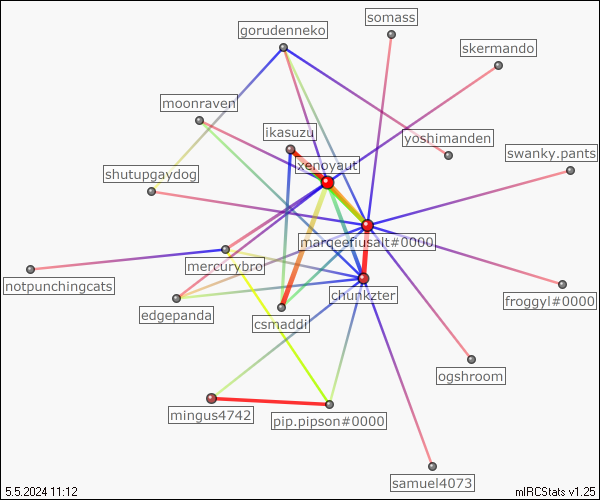 somass
gorudenneko
skermando
moonraven
ikasuzu
yoshimanden
swanky.pants
xenoyaut
shutupgaydog
marqeefiusalt#0000
mercurybro
notpunchingcats
chunkzter
froggyl#0000
edgepanda
csmaddi
ogshroom
mingus4742
pip.pipson#0000
samuel4073
5.5.2024 11:12
mIRCStats v1.25